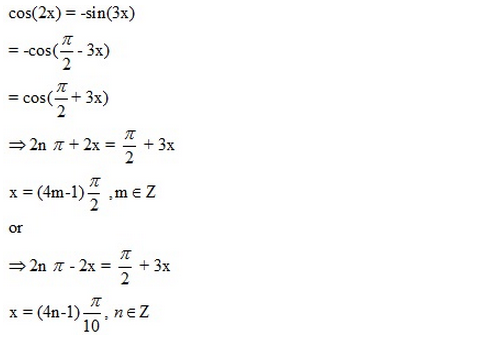 cos(2x) = -sin(3x)
= -cos(π/2 - 3x)
= cos(π/2 + 3x)
⇒ 2n π + 2x = π/2 + 3x
x = (4m-1)π/2 ,m ∈ Z
or
⇒ 2n π - 2x = π/2 + 3x
x = (4n-1)π/10, n∈Z